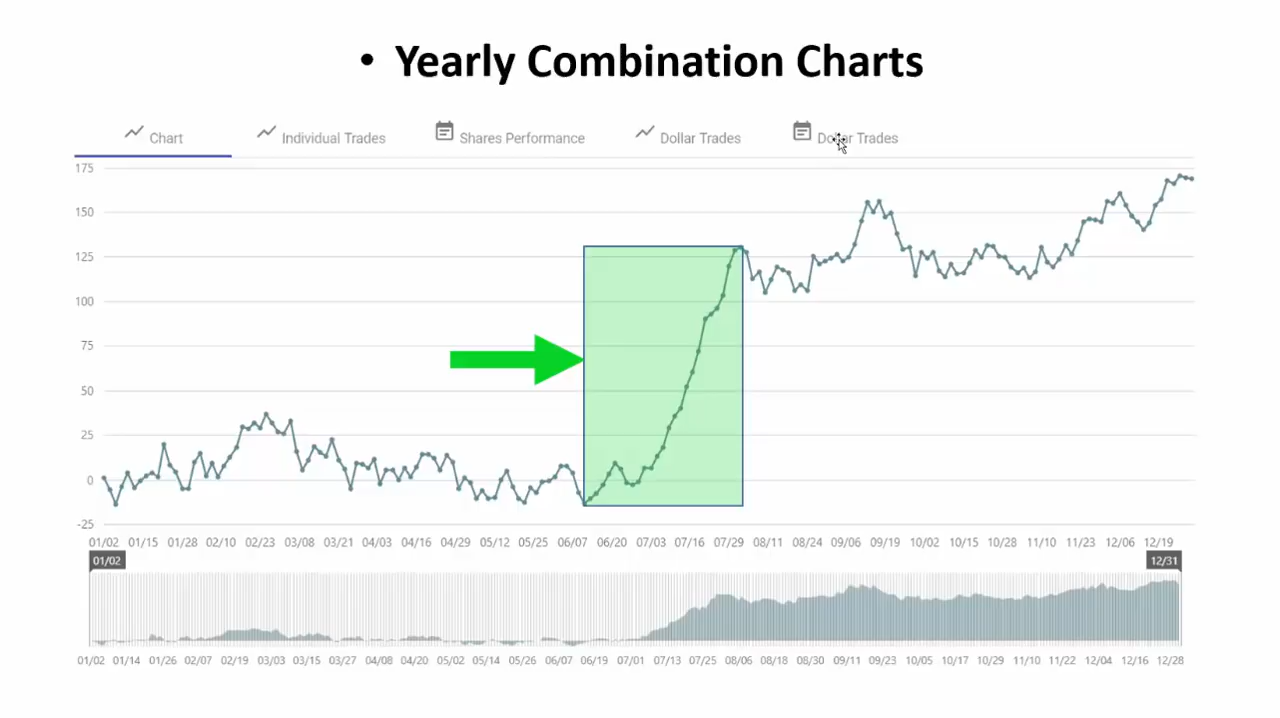 • Yearly Combination Charts
Chart Individual Trades Shares Performance Dollar Trades Dollar Trades
175
150
125
100
75
50
25
0
-25
01/02 01/15 01/28 02/10 02/23 03/08 03/21 04/03 04/16 04/29 05/12 05/25 06/07 06/20 07/03 07/16 07/29 08/11 08/24 09/06 09/19 10/02 10/15 10/28 11/10 11/23 12/06 12/19
01/02 12/31
01/02 01/14 01/26 02/07 02/19 03/03 03/15 03/27 04/08 04/20 05/02 05/14 05/26 06/07 06/19 07/01 07/13 07/25 08/06 08/18 08/30 09/11 09/23 10/05 10/17 10/29 11/10 11/22 12/04 12/16 12/28